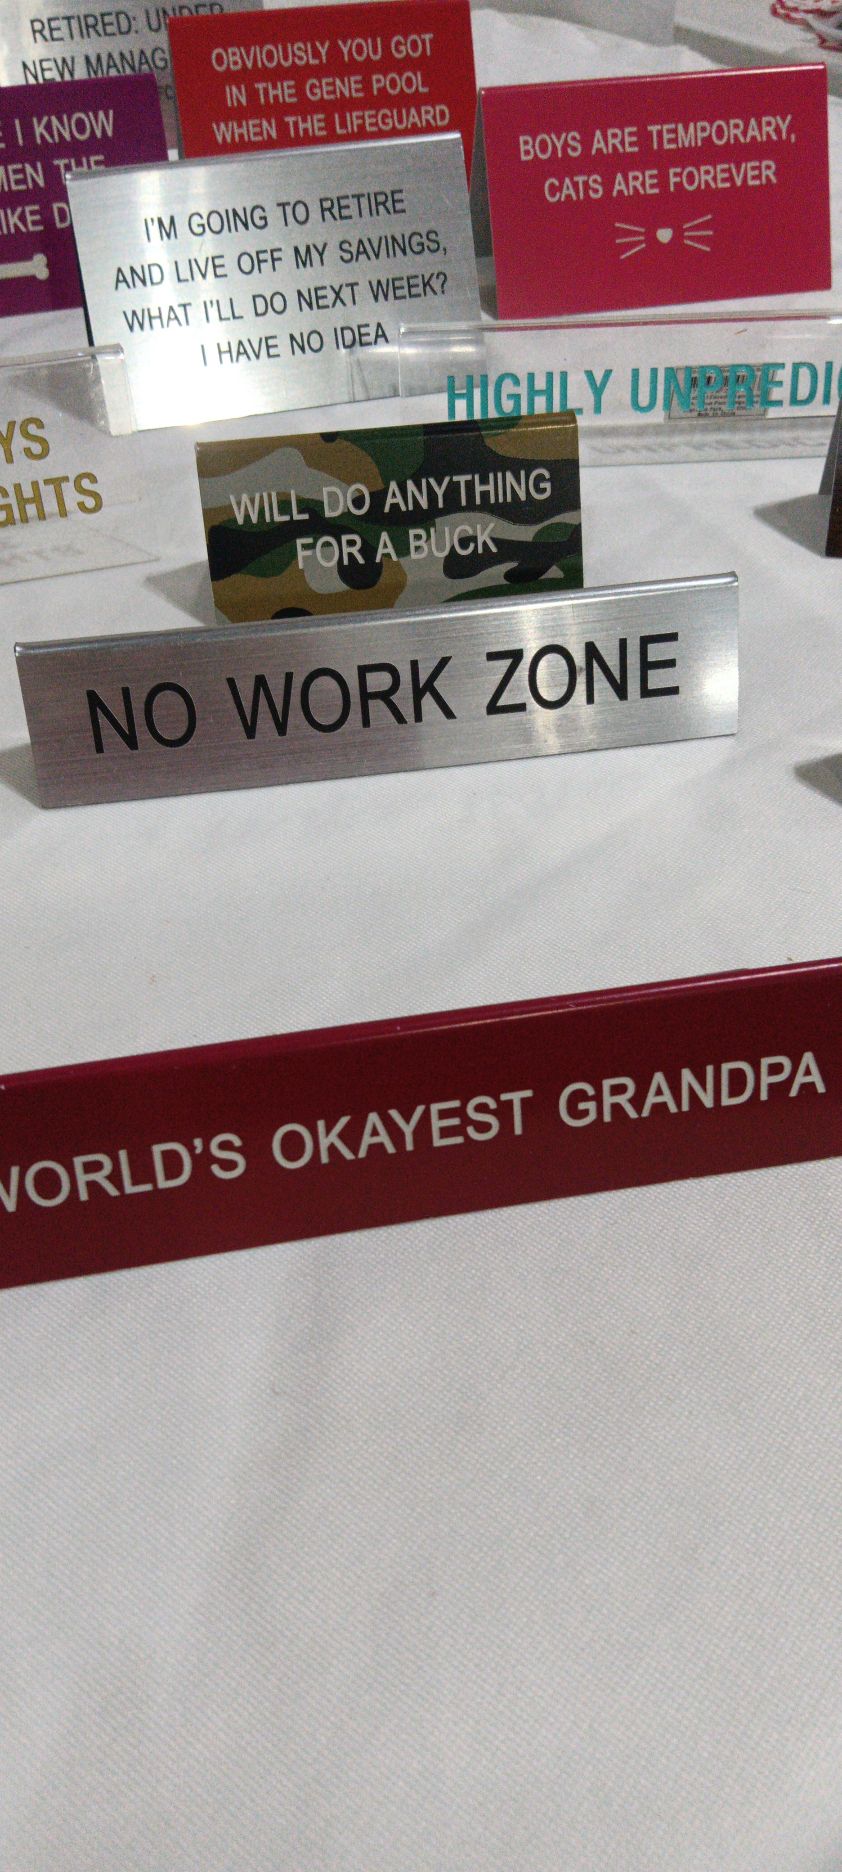 RETIRED: UNDER
NEW MANAG
OBVIOUSLY YOU GOT
IN THE GENE POOL
WHEN THE LIFEGUARD
I KNOW
THE
BOYS ARE TEMPORARY,
CATS ARE FOREVER
I'M GOING TO RETIRE
AND LIVE OFF MY SAVINGS,
WHAT I'LL DO NEXT WEEK?
I HAVE NO IDEA
HIGHLY UNPREDIC
YS
GHTS
WILL DO ANYTHING
FOR A BUCK
NO WORK ZONE
WORLD'S OKAYEST GRANDPA